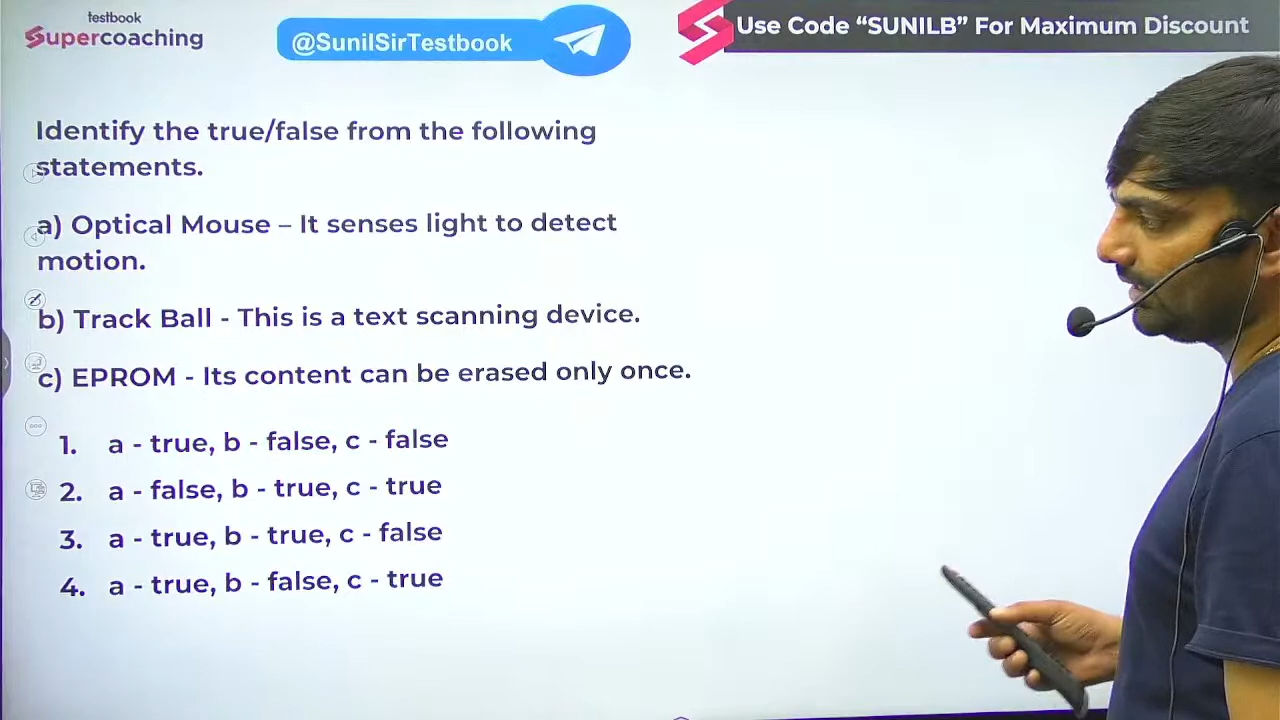 testbook
Supercoaching
@SunilSirTestbook
Use Code “SUNILB” For Maximum Discount
Identify the true/false from the following
statements.
a) Optical Mouse – It senses light to detect
motion.
b) Track Ball - This is a text scanning device.
c) EPROM - Its content can be erased only once.
1. a - true, b - false, c - false
2. a - false, b - true, c - true
3. a - true, b - true, c - false
4. a - true, b - false, c - true